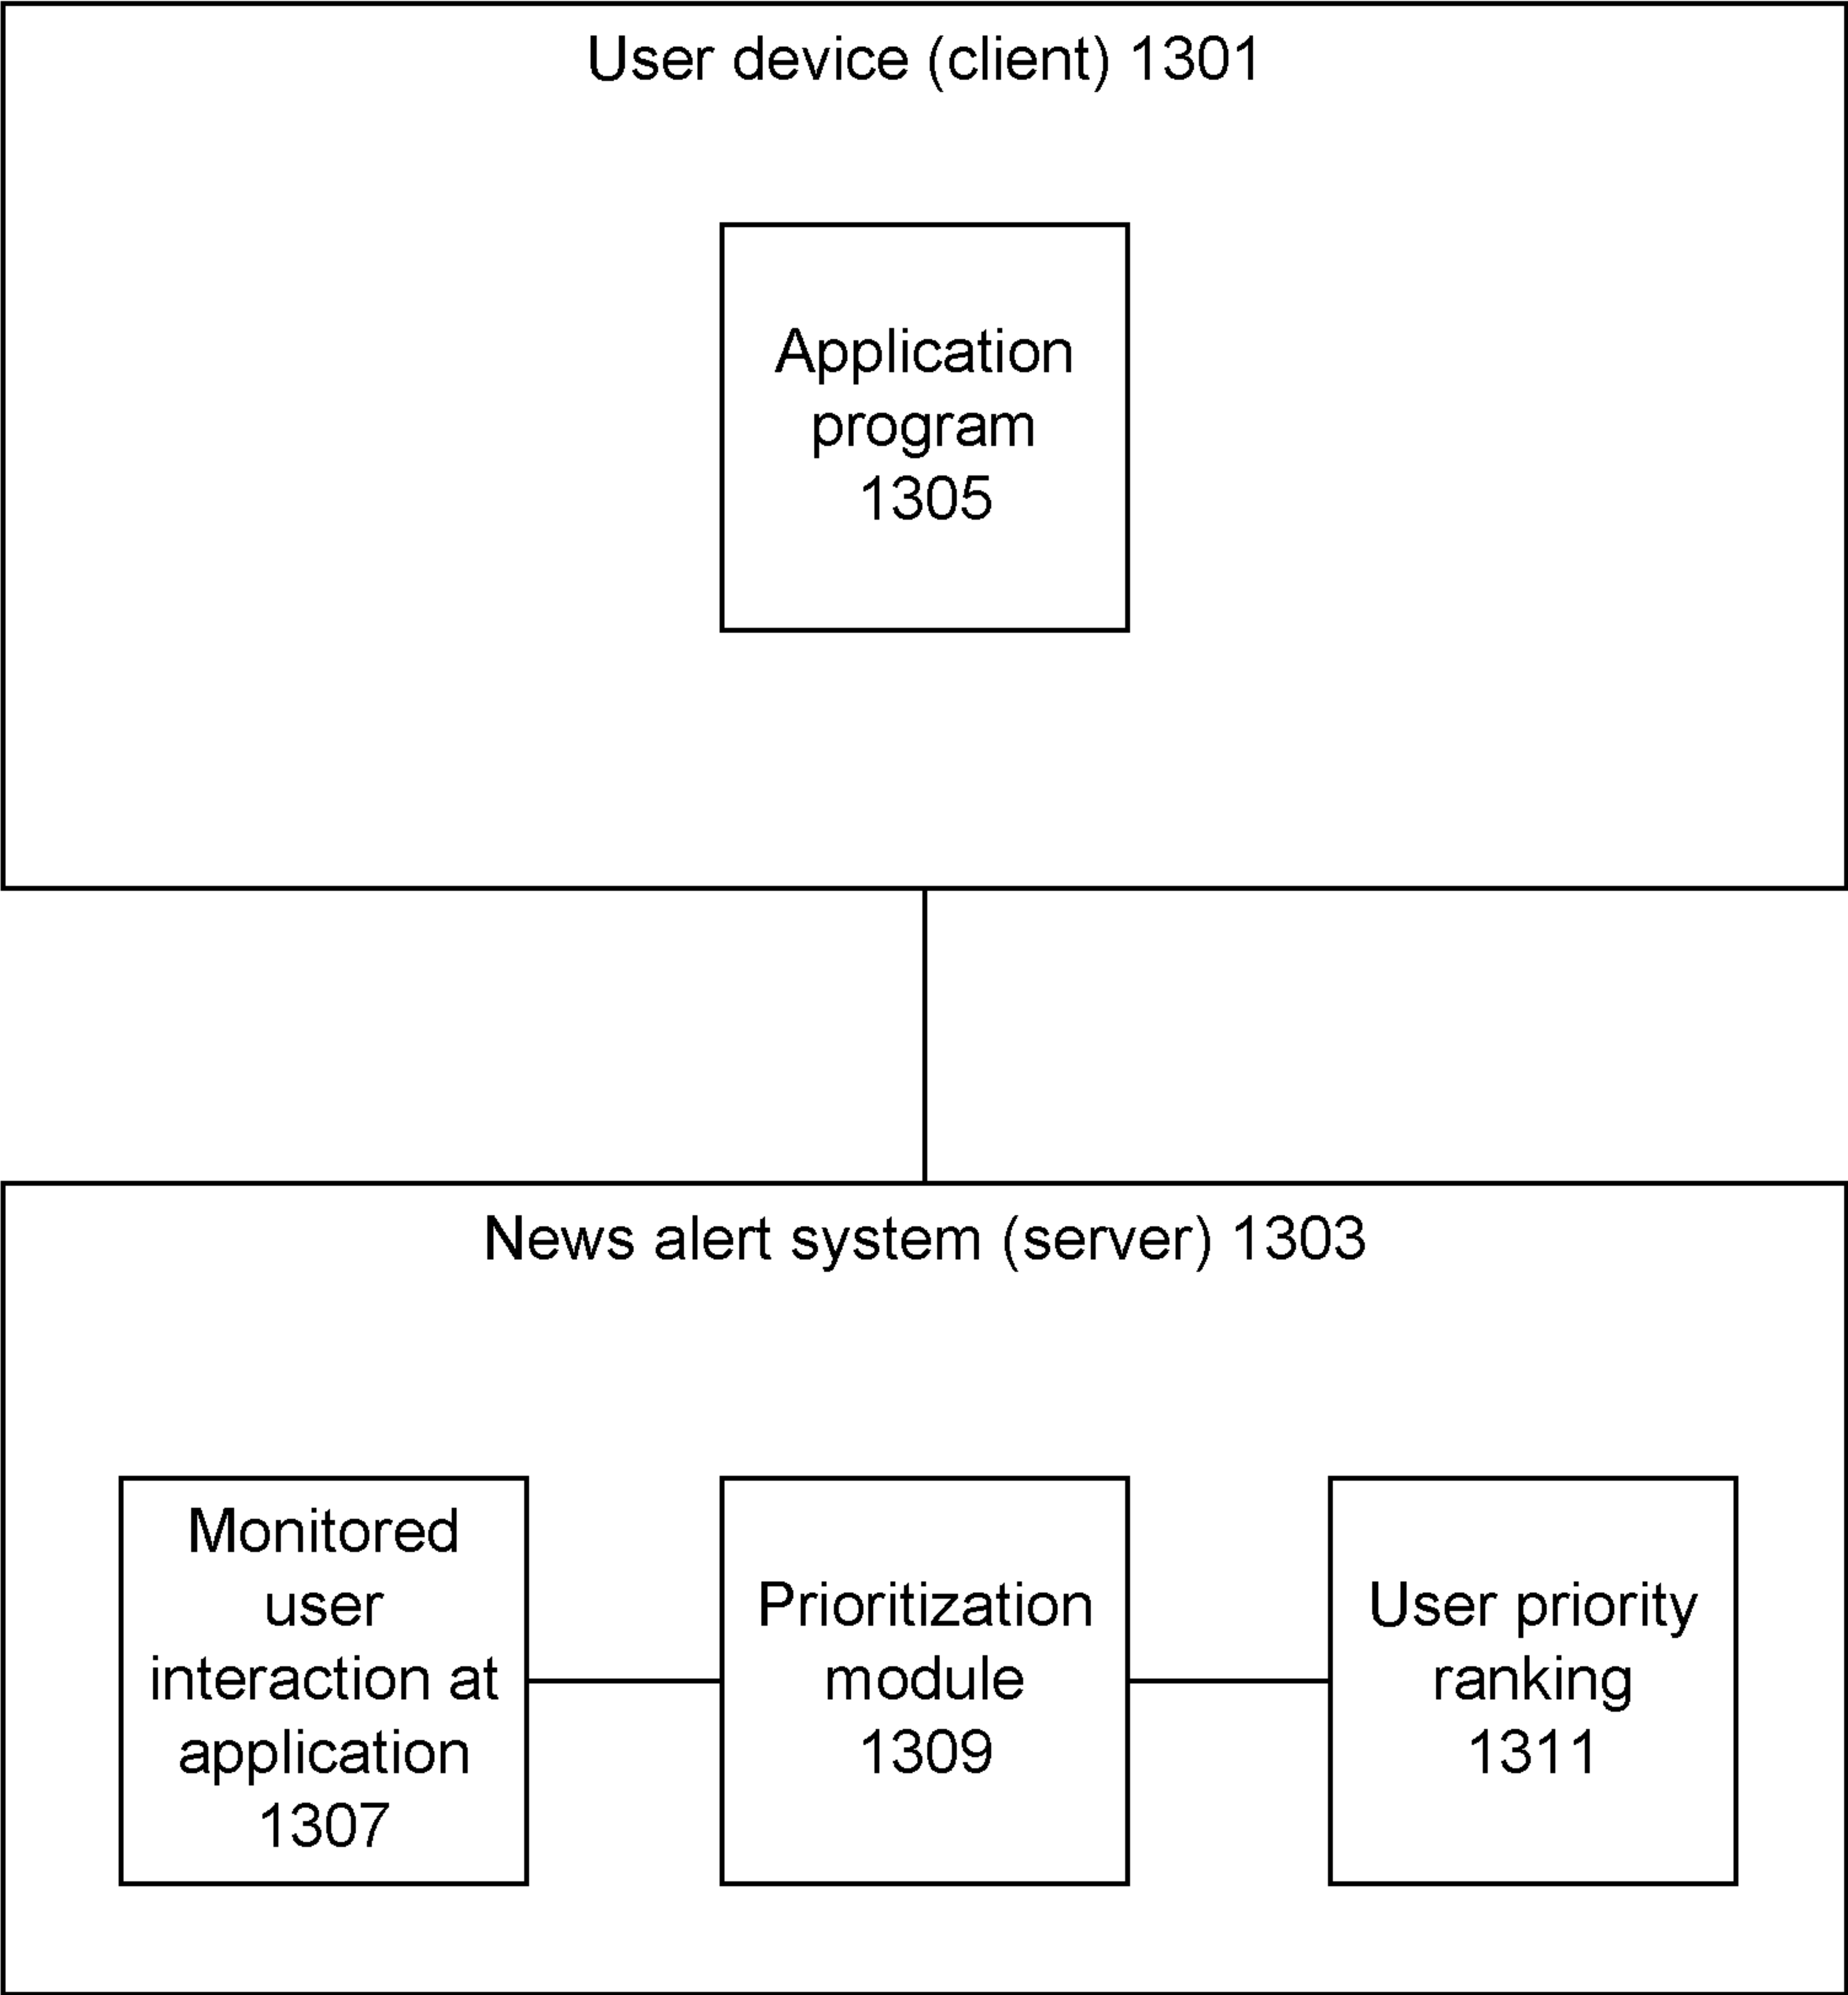 User device (client) 1301
Application
program
1305
News alert system (server) 1303
Monitored
user
interaction at
application
1307
Prioritization
module
1309
User priority
ranking
1311